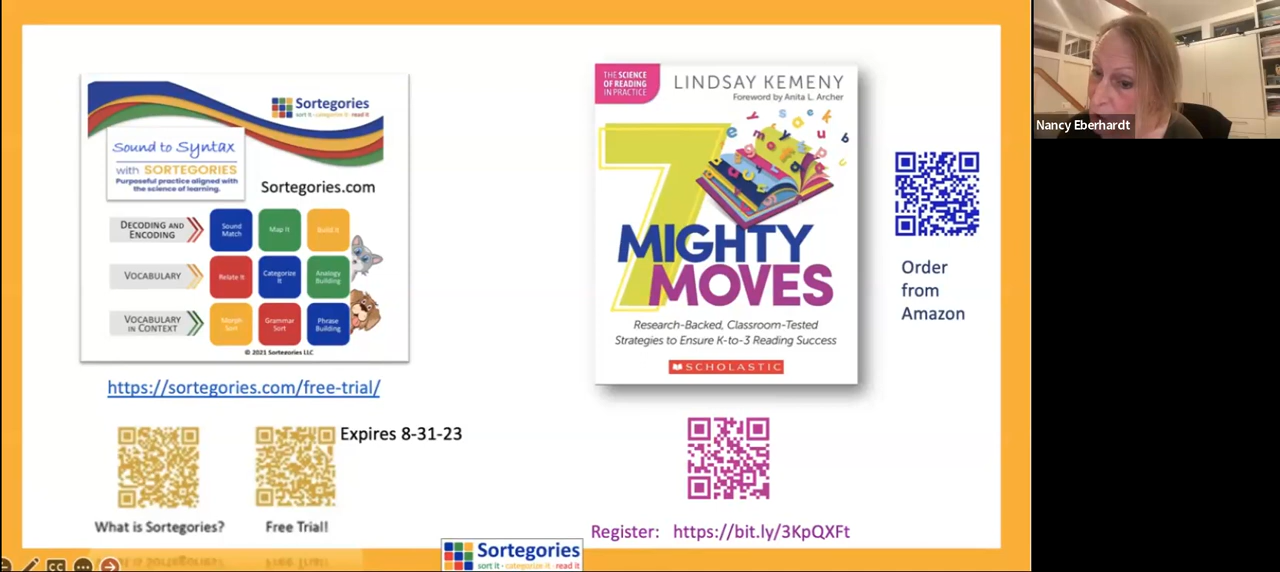 Sortegories
sort it · categorize it · read it
Sound to Syntax
with SORTEGORIES
Purposeful practice aligned with
the science of learning.
Sortegories.com
DECODING AND
ENCODING
Sound
Match
Map It
Build It
VOCABULARY
Relate It
Categorize
It
Analogy
Building
VOCABULARY
IN CONTEXT
Morph
Sort
Grammar
Sort
Phrase
Building
© 2021 Sortegories LLC
https://sortegories.com/free-trial/
Expires 8-31-23
What is Sortegories?
Free Trial!
THE SCIENCE
OF READING
IN PRACTICE
LINDSAY KEMENY
Foreword by Anita L. Archer
7
MIGHTY
MOVES
Research-Backed, Classroom-Tested
Strategies to Ensure K-to-3 Reading Success
SCHOLASTIC
Order
from
Amazon
Register: https://bit.ly/3KpQXFt
Sortegories
sort it · categorize it · read it
CC
Nancy Eberhardt